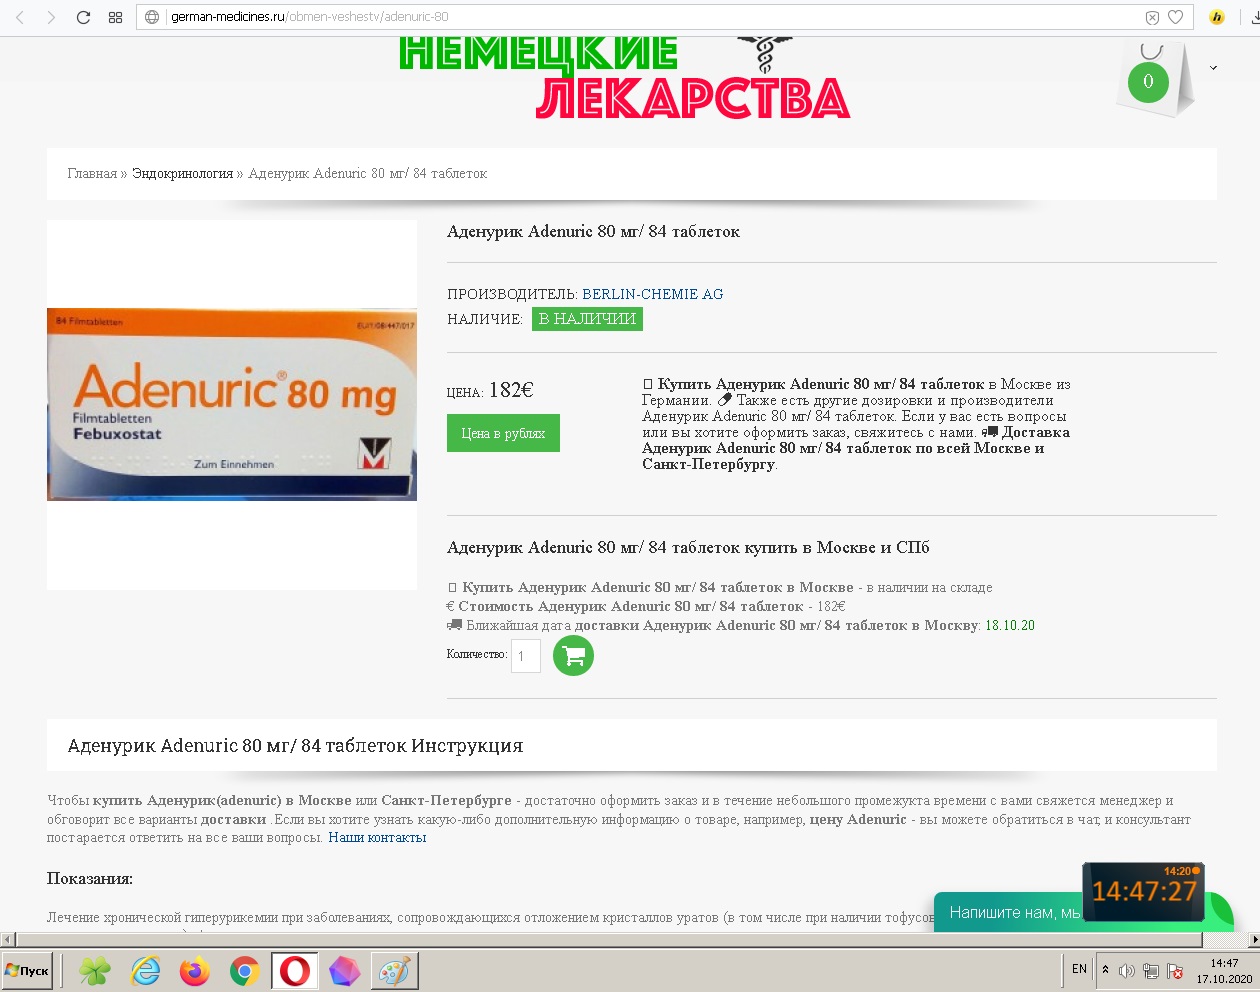 german-medicines.ru/obmen-veshestv/adenuric-80
НЕМЕЦКИЕ
ЛЕКАРСТВА
0
Главная » Эндокринология » Аденурик Adenuric 80 мг/ 84 таблеток
Аденурик Adenuric 80 мг/ 84 таблеток
ПРОИЗВОДИТЕЛЬ: BERLIN-CHEMIE AG
НАЛИЧИЕ: В НАЛИЧИИ
84 Filmtabletten
EU/1/08/447/017
Adenuric® 80 mg
Filmtabletten
Febuxostat
Zum Einnehmen
ЦЕНА: 182€
Цена в рублях
Купить Аденурик Adenuric 80 мг/ 84 таблеток в Москве из
Германии. Также есть другие дозировки и производители
Аденурик Adenuric 80 мг/ 84 таблеток. Если у вас есть вопросы
или вы хотите оформить заказ, свяжитесь с нами. Доставка
Аденурик Adenuric 80 мг/ 84 таблеток по всей Москве и
Санкт-Петербургу.
Аденурик Adenuric 80 мг/ 84 таблеток купить в Москве и СПб
Купить Аденурик Adenuric 80 мг/ 84 таблеток в Москве - в наличии на складе
€ Стоимость Аденурик Adenuric 80 мг/ 84 таблеток - 182€
Ближайшая дата доставки Аденурик Adenuric 80 мг/ 84 таблеток в Москву: 18.10.20
Количество: 1
Аденурик Adenuric 80 мг/ 84 таблеток Инструкция
Чтобы купить Аденурик(adenuric) в Москве или Санкт-Петербурге - достаточно оформить заказ и в течение небольшого промежукта времени с вами свяжется менеджер и
обговорит все варианты доставки .Если вы хотите узнать какую-либо дополнительную информацию о товаре, например, цену Adenuric - вы можете обратиться в чат, и консультант
постарается ответить на все ваши вопросы. Наши контакты
Показания:
Лечение хронической гиперурикемии при заболеваниях, сопровождающихся отложением кристаллов уратов (в том числе при наличии тофусов
14:20
14:47:27
Напишите нам, мы
Пуск
EN
14:47
17.10.2020